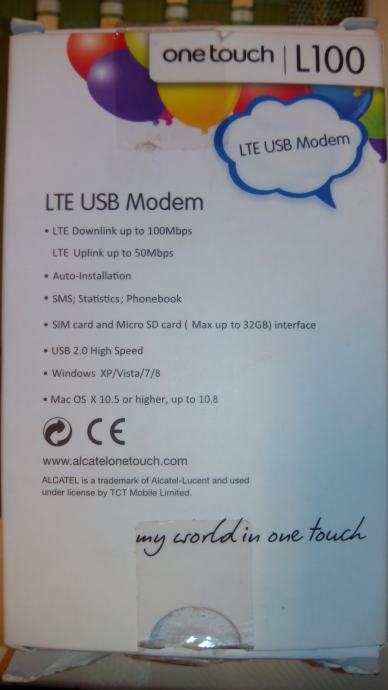 one touch | L100
LTE USB Modem
LTE USB Modem
• LTE Downlink up to 100Mbps
LTE Uplink up to 50Mbps
• Auto-Installation
• SMS; Statistics; Phonebook
• SIM card and Micro SD card ( Max up to 32GB) interface
• USB 2.0 High Speed
• Windows XP/Vista/7/8
• Mac OS X 10.5 or higher, up to 10.8
CE
www.alcatelonetouch.com
ALCATEL is a trademark of Alcatel-Lucent and used
under license by TCT Mobile Limited.
my world in one touch